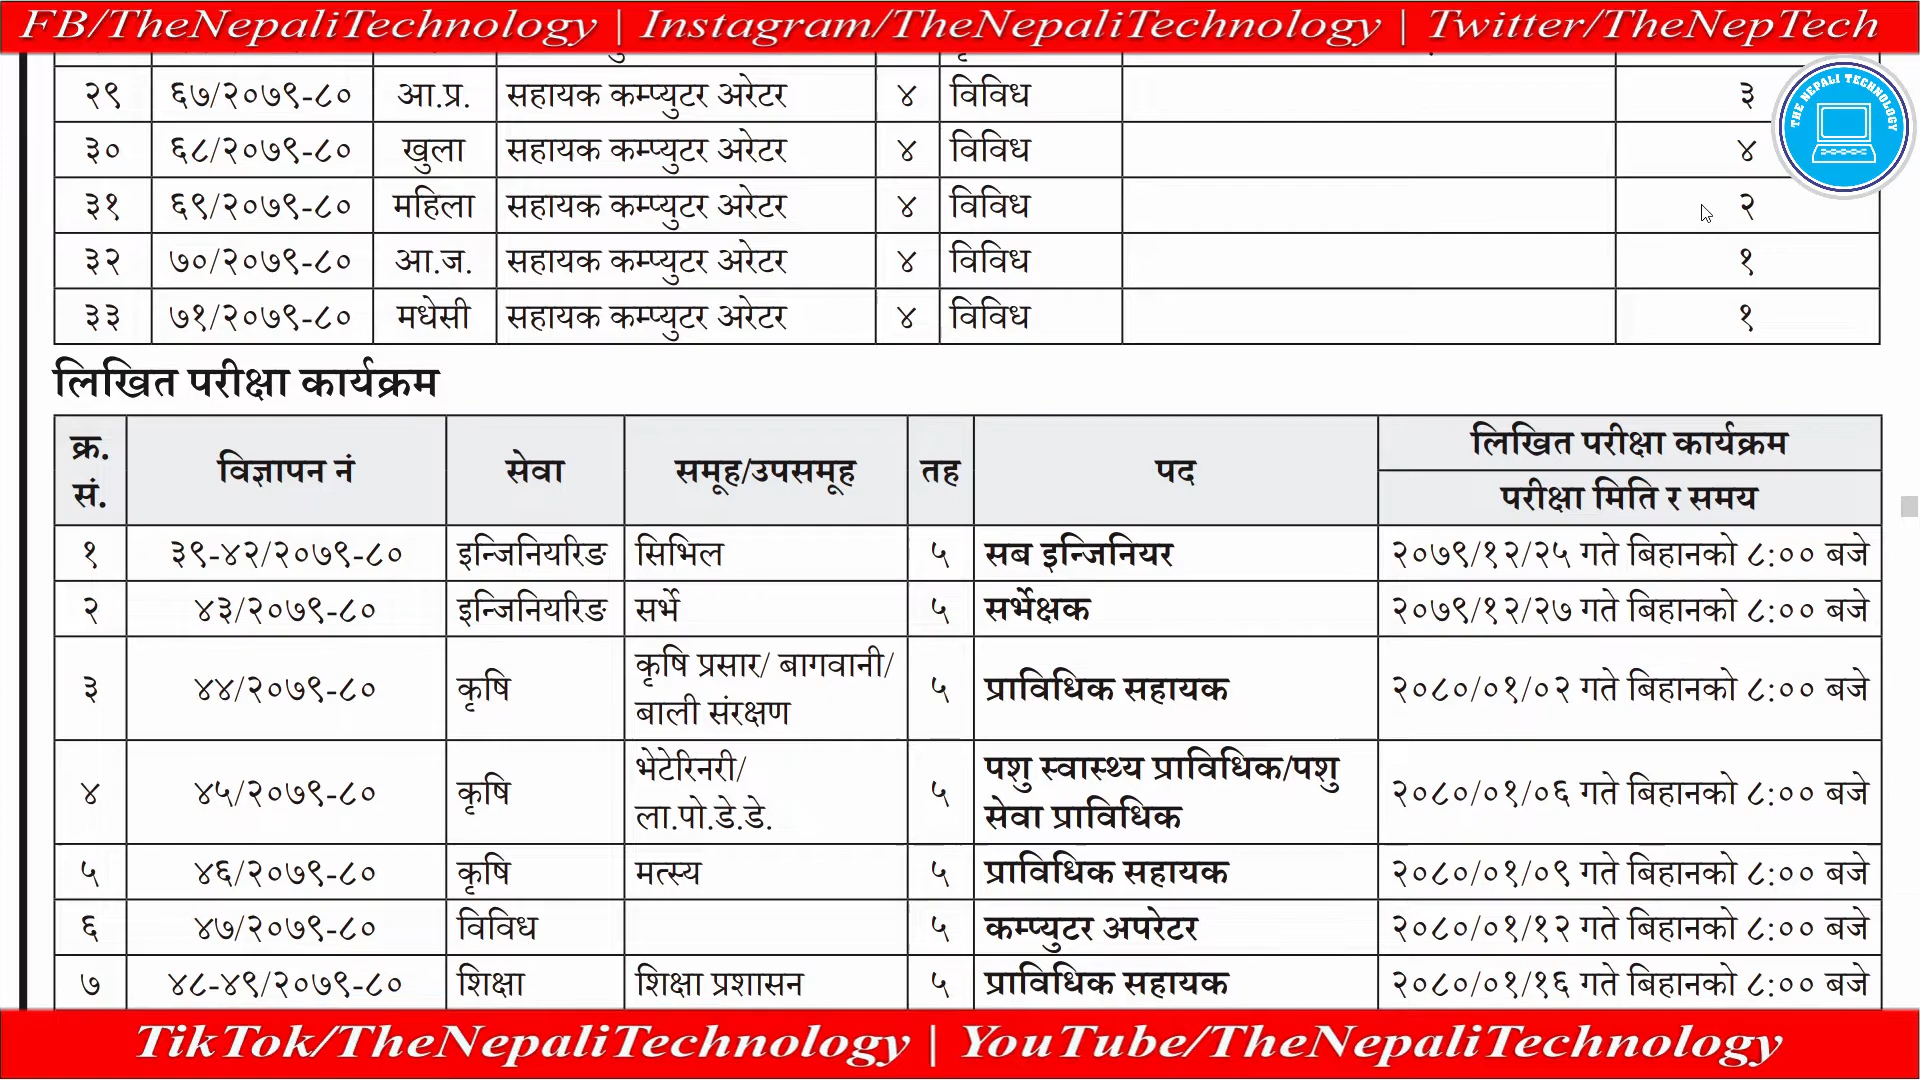 FB/TheNepaliTechnology | Instagram/TheNepaliTechnology | Twitter/TheNepTech
THE NEPALI TECHNOLOGY
२९ ६७/२०७९-८० आ.प्र. सहायक कम्प्युटर अरेटर ४ विविध ३
३० ६८/२०७९-८० खुला सहायक कम्प्युटर अरेटर ४ विविध ४
३१ ६९/२०७९-८० महिला सहायक कम्प्युटर अरेटर ४ विविध २
३२ ७०/२०७९-८० आ.ज. सहायक कम्प्युटर अरेटर ४ विविध १
३३ ७१/२०७९-८० मधेसी सहायक कम्प्युटर अरेटर ४ विविध १
लिखित परीक्षा कार्यक्रम
क्र. सं. विज्ञापन नं सेवा समूह/उपसमूह तह पद लिखित परीक्षा कार्यक्रम
परीक्षा मिति र समय
१ ३९-४२/२०७९-८० इन्जिनियरिङ सिभिल ५ सब इन्जिनियर २०७९/१२/२५ गते बिहानको ८:०० बजे
२ ४३/२०७९-८० इन्जिनियरिङ सर्भे ५ सर्भेक्षक २०७९/१२/२७ गते बिहानको ८:०० बजे
३ ४४/२०७९-८० कृषि कृषि प्रसार/ बागवानी/ बाली संरक्षण ५ प्राविधिक सहायक २०८०/०१/०२ गते बिहानको ८:०० बजे
४ ४५/२०७९-८० कृषि भेटेरिनरी/ ला.पो.डे.डे. ५ पशु स्वास्थ्य प्राविधिक/पशु सेवा प्राविधिक २०८०/०१/०६ गते बिहानको ८:०० बजे
५ ४६/२०७९-८० कृषि मत्स्य ५ प्राविधिक सहायक २०८०/०१/०९ गते बिहानको ८:०० बजे
६ ४७/२०७९-८० विविध ५ कम्प्युटर अपरेटर २०८०/०१/१२ गते बिहानको ८:०० बजे
७ ४८-४९/२०७९-८० शिक्षा शिक्षा प्रशासन ५ प्राविधिक सहायक २०८०/०१/१६ गते बिहानको ८:०० बजे
TikTok/TheNepaliTechnology | YouTube/TheNepaliTechnology